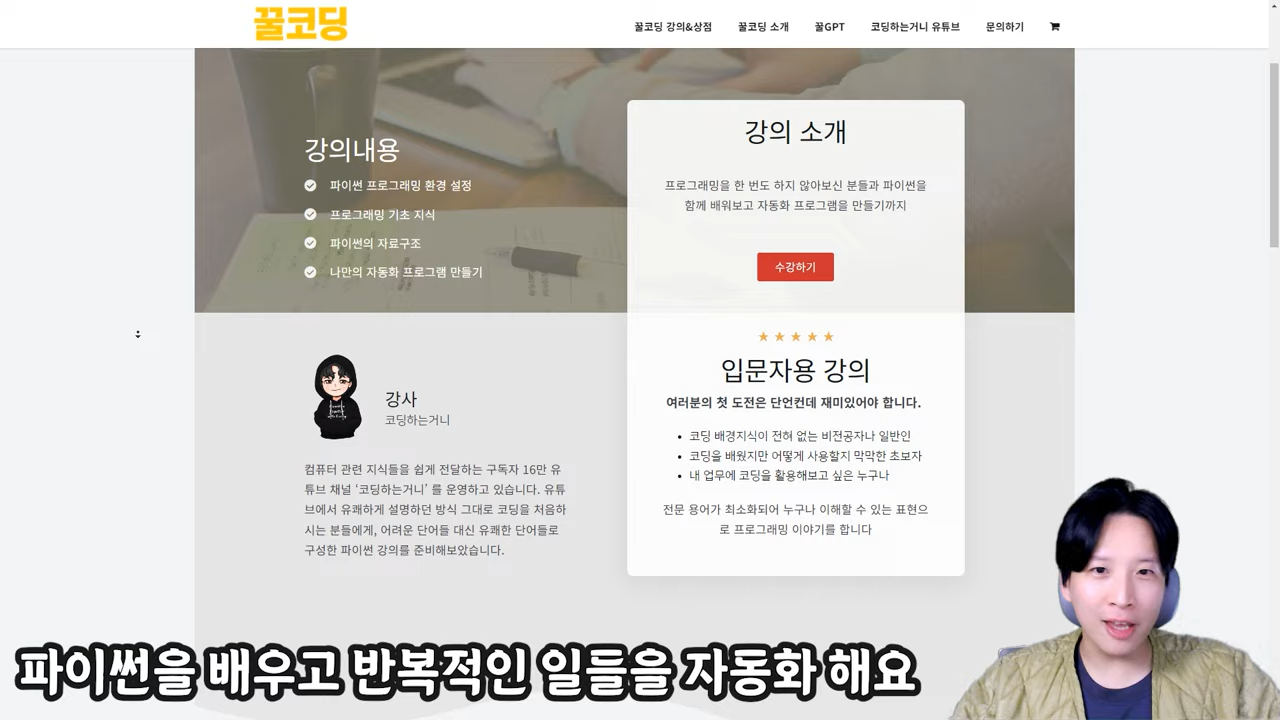 꿀코딩
꿀코딩 강의&상점
꿀코딩 소개
꿀GPT
코딩하는거니 유튜브
문의하기
강의내용
파이썬 프로그래밍 환경 설정
프로그래밍 기초 지식
파이썬의 자료구조
나만의 자동화 프로그램 만들기
강의 소개
프로그래밍을 한 번도 하지 않아보신 분들과 파이썬을
함께 배워보고 자동화 프로그램을 만들기까지
수강하기
강사
코딩하는거니
컴퓨터 관련 지식들을 쉽게 전달하는 구독자 16만 유
튜브 채널 ‘코딩하는거니’ 를 운영하고 있습니다. 유튜
브에서 유쾌하게 설명하던 방식 그대로 코딩을 처음하
시는 분들에게, 어려운 단어들 대신 유쾌한 단어들로
구성한 파이썬 강의를 준비해보았습니다.
입문자용 강의
여러분의 첫 도전은 단언컨데 재미있어야 합니다.
코딩 배경지식이 전혀 없는 비전공자나 일반인
코딩을 배웠지만 어떻게 사용할지 막막한 초보자
내 업무에 코딩을 활용해보고 싶은 누구나
전문 용어가 최소화되어 누구나 이해할 수 있는 표현으
로 프로그래밍 이야기를 합니다
파이썬을 배우고 반복적인 일들을 자동화 해요